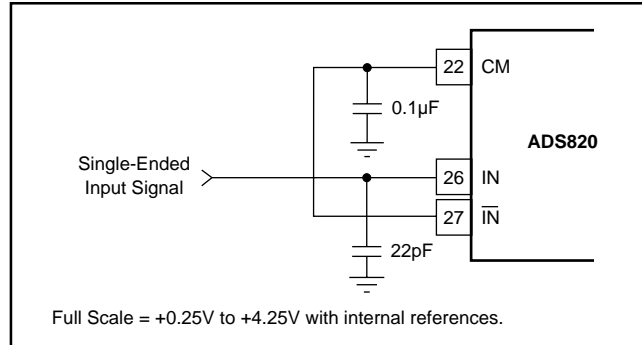 22 CM
0.1µF
ADS820
Single-Ended
Input Signal
26 IN
27 IN̅
22pF
Full Scale = +0.25V to +4.25V with internal references.